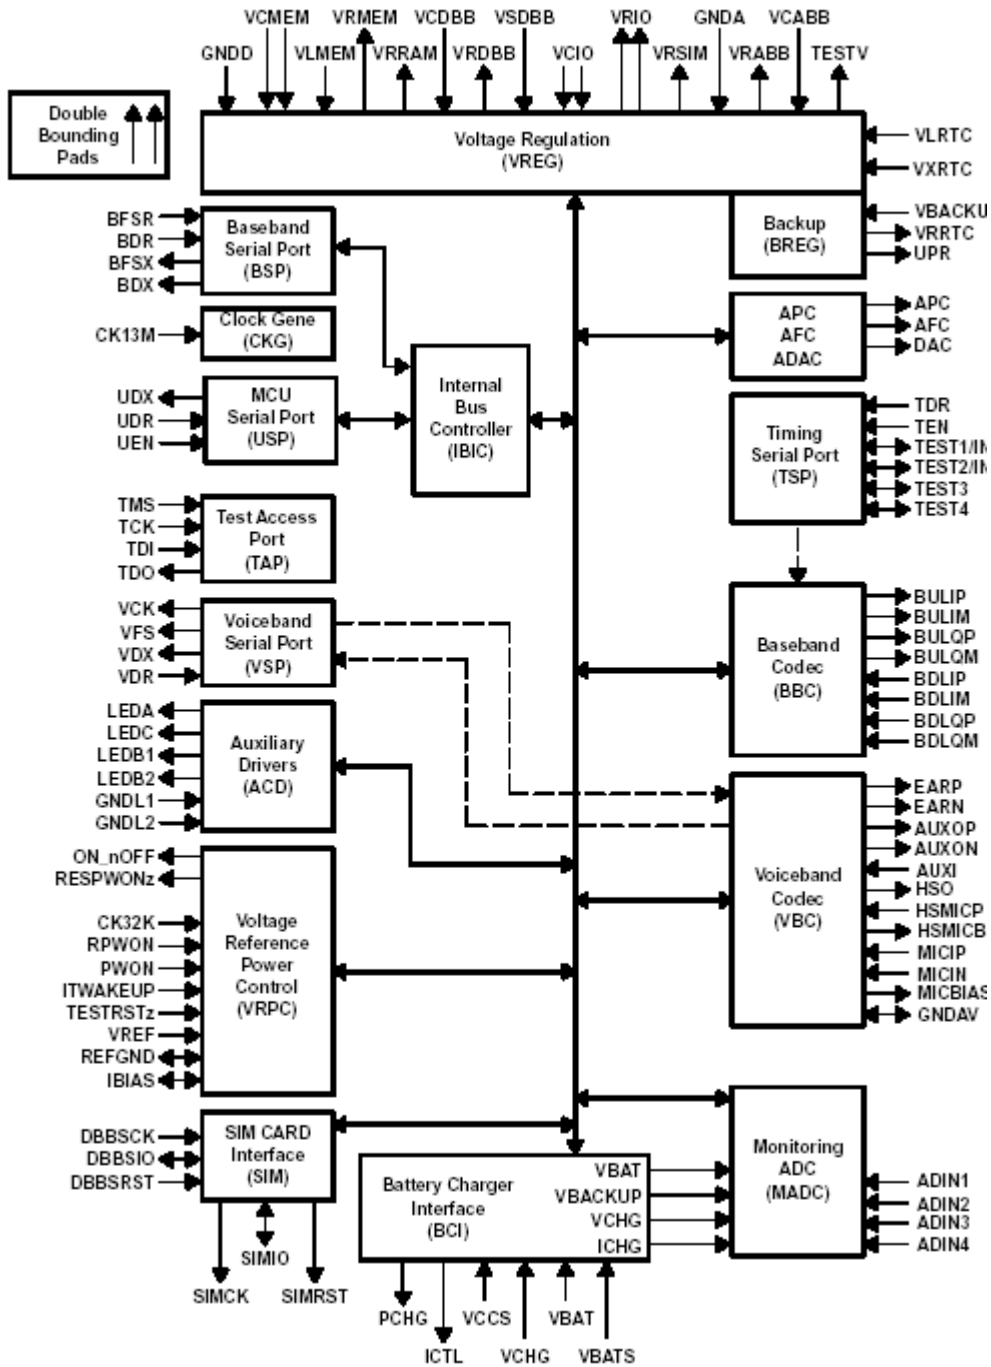 VCMEM
VRMEM
VCDBB
VSDBB
VRIO
GNDA
VCABB
GNDD
VLMEM
VRRAM
VRDBB
VCIO
VRSIM
VRABB
TESTV
Double
Bounding
Pads
Voltage Regulation
(VREG)
VLRTC
VXRTC
BFSR
BDR
BFSX
BDX
Baseband
Serial Port
(BSP)
Backup
(BREG)
VBACKU
VRRTC
UPR
CK13M
Clock Gene
(CKG)
APC
AFC
ADAC
APC
AFC
DAC
UDX
UDR
UEN
MCU
Serial Port
(USP)
Internal
Bus
Controller
(IBIC)
Timing
Serial Port
(TSP)
TDR
TEN
TEST1/IN
TEST2/IN
TEST3
TEST4
TMS
TCK
TDI
TDO
Test Access
Port
(TAP)
VCK
VFS
VDX
VDR
Voiceband
Serial Port
(VSP)
Baseband
Codec
(BBC)
BULIP
BULIM
BULQP
BULQM
BDLIP
BDLIM
BDLQP
BDLQM
LEDA
LEDC
LEDB1
LEDB2
GNDL1
GNDL2
Auxiliary
Drivers
(ACD)
Voiceband
Codec
(VBC)
EARP
EARN
AUXOP
AUXON
AUXI
HSO
HSMICP
HSMICB
MICIP
MICIN
MICBIAS
GNDAV
ON_nOFF
RESPWONz
CK32K
RPWON
PWON
ITWAKEUP
TESTRSTz
VREF
REFGND
IBIAS
Voltage
Reference
Power
Control
(VRPC)
DBBSCK
DBBSIO
DBBSRST
SIM CARD
Interface
(SIM)
SIMIO
SIMCK
SIMRST
Battery Charger
Interface
(BCI)
VBAT
VBACKUP
VCHG
ICHG
Monitoring
ADC
(MADC)
ADIN1
ADIN2
ADIN3
ADIN4
PCHG
VCCS
VBAT
ICTL
VCHG
VBATS